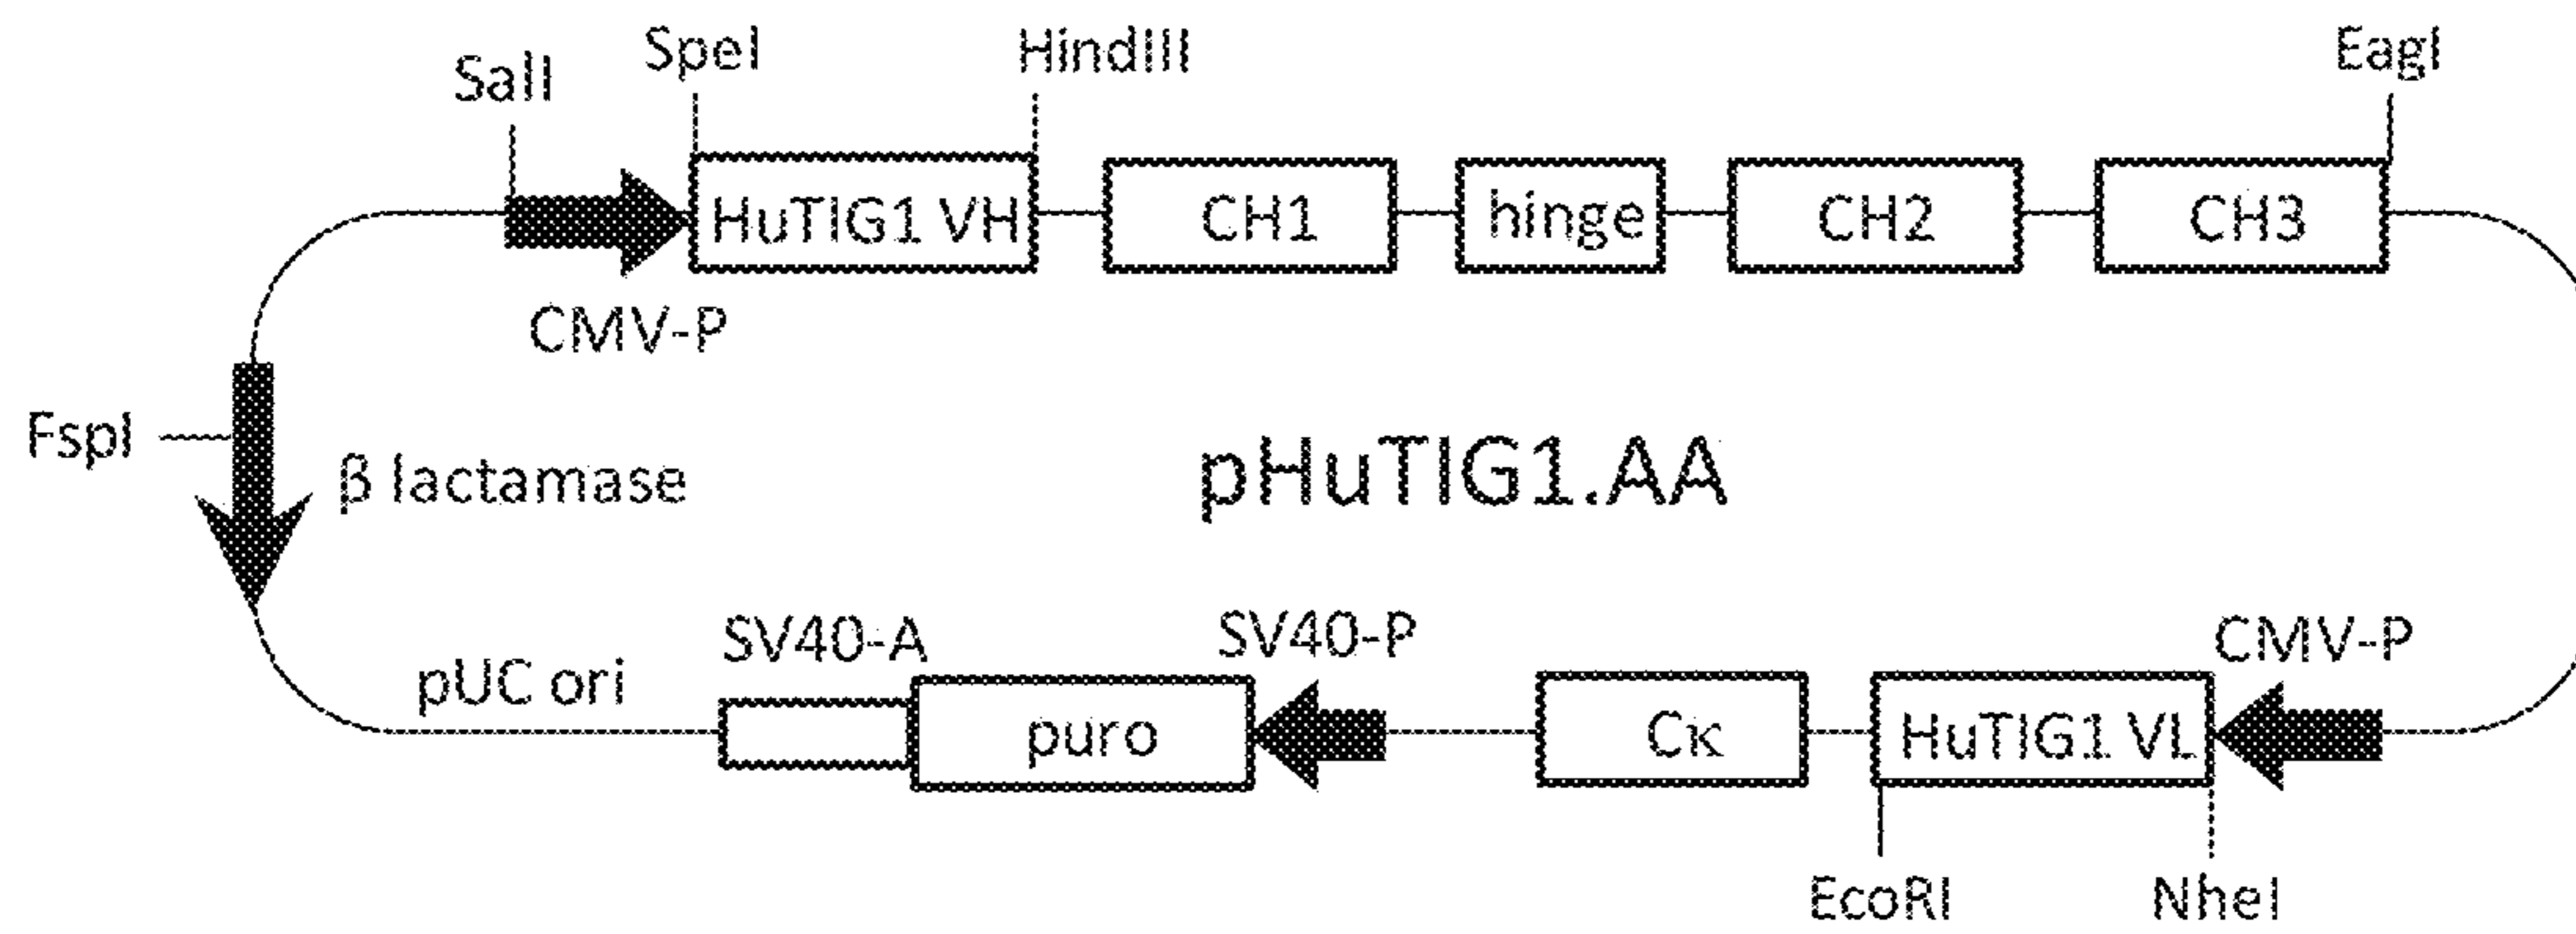 SpeI
HindIII
EagI
SalI
HuTIG1 VH
CH1
hinge
CH2
CH3
CMV-P
FspI
β lactamase
pHuTIG1.AA
SV40-A
SV40-P
CMV-P
pUC ori
puro
Cκ
HuTIG1 VL
EcoRI
NheI